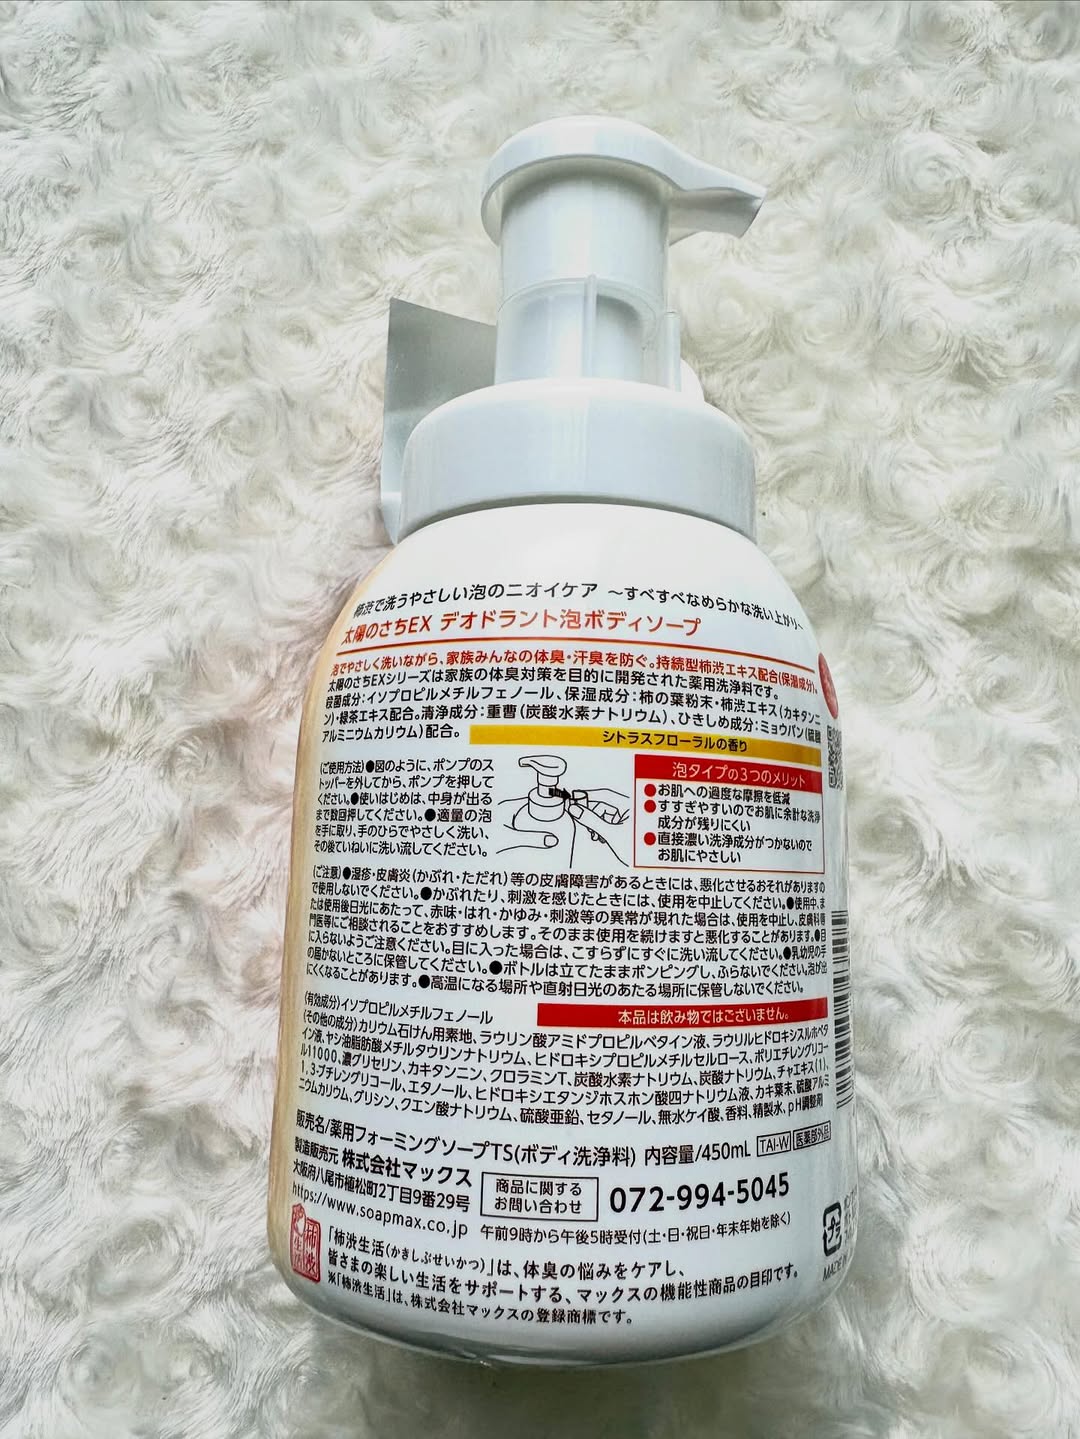 柿渋で洗うやさしい泡のニオイケア ～すべすべなめらかな洗い上がり～
太陽のさちEX デオドラント泡ボディソープ
泡でやさしく洗いながら、家族みんなの体臭・汗臭を防ぐ。持続型柿渋エキス配合(保湿成分)。
太陽のさちEXシリーズは家族の体臭対策を目的に開発された薬用洗浄料です。
殺菌成分:イソプロピルメチルフェノール、保湿成分:柿の葉粉末・柿渋エキス(カキタンニ
ン)・緑茶エキス配合。清浄成分:重曹(炭酸水素ナトリウム)、ひきしめ成分:ミョウバン(硫酸
アルミニウムカリウム)配合。
シトラスフローラルの香り
〈ご使用方法〉●図のように、ポンプのス
トッパーを外してから、ポンプを押して
ください。●使いはじめは、中身が出る
まで数回押してください。●適量の泡
を手に取り、手のひらでやさしく洗い、
その後ていねいに洗い流してください。
泡タイプの3つのメリット
●お肌への過度な摩擦を低減
●すすぎやすいのでお肌に余計な洗浄
成分が残りにくい
●直接濃い洗浄成分がつかないので
お肌にやさしい
〈ご注意〉●湿疹・皮膚炎(かぶれ・ただれ)等の皮膚障害があるときには、悪化させるおそれがありますの
で使用しないでください。●かぶれたり、刺激を感じたときには、使用を中止してください。●使用中、ま
たは使用後日光にあたって、赤味・はれ・かゆみ・刺激等の異常が現れた場合は、使用を中止し、皮膚科専
門医等にご相談されることをおすすめします。そのまま使用を続けますと悪化することがあります。●目
に入らないようご注意ください。目に入った場合は、こすらずにすぐに洗い流してください。●乳幼児の手
の届かないところに保管してください。●ボトルは立てたままポンピングし、ふらないでください。泡が出
にくくなることがあります。●高温になる場所や直射日光のあたる場所に保管しないでください。
〈有効成分〉イソプロピルメチルフェノール
本品は飲み物ではございません。
〈その他の成分〉カリウム石けん用素地、ラウリン酸アミドプロピルベタイン液、ラウリルヒドロキシスルホベタ
イン液、ヤシ油脂肪酸メチルタウリンナトリウム、ヒドロキシプロピルメチルセルロース、ポリエチレングリコー
ル11000、濃グリセリン、カキタンニン、クロラミンT、炭酸水素ナトリウム、炭酸ナトリウム、チャエキス(1)、
1,3-ブチレングリコール、エタノール、ヒドロキシエタンジホスホン酸四ナトリウム液、カキ葉末、硫酸アルミ
ニウムカリウム、グリシン、クエン酸ナトリウム、硫酸亜鉛、セタノール、無水ケイ酸、香料、精製水、pH調整剤
販売名/薬用フォーミングソープTS(ボディ洗浄料) 内容量/450mL TAI-W 医薬部外品
製造販売元 株式会社マックス
大阪府八尾市植松町2丁目9番29号
https://www.soapmax.co.jp
商品に関する
お問い合わせ
072-994-5045
午前9時から午後5時受付(土・日・祝日・年末年始を除く)
柿渋生活
「柿渋生活(かきしぶせいかつ)」は、体臭の悩みをケアし、
皆さまの楽しい生活をサポートする、マックスの機能性商品の目印です。
※「柿渋生活」は、株式会社マックスの登録商標です。
プラ
MADE